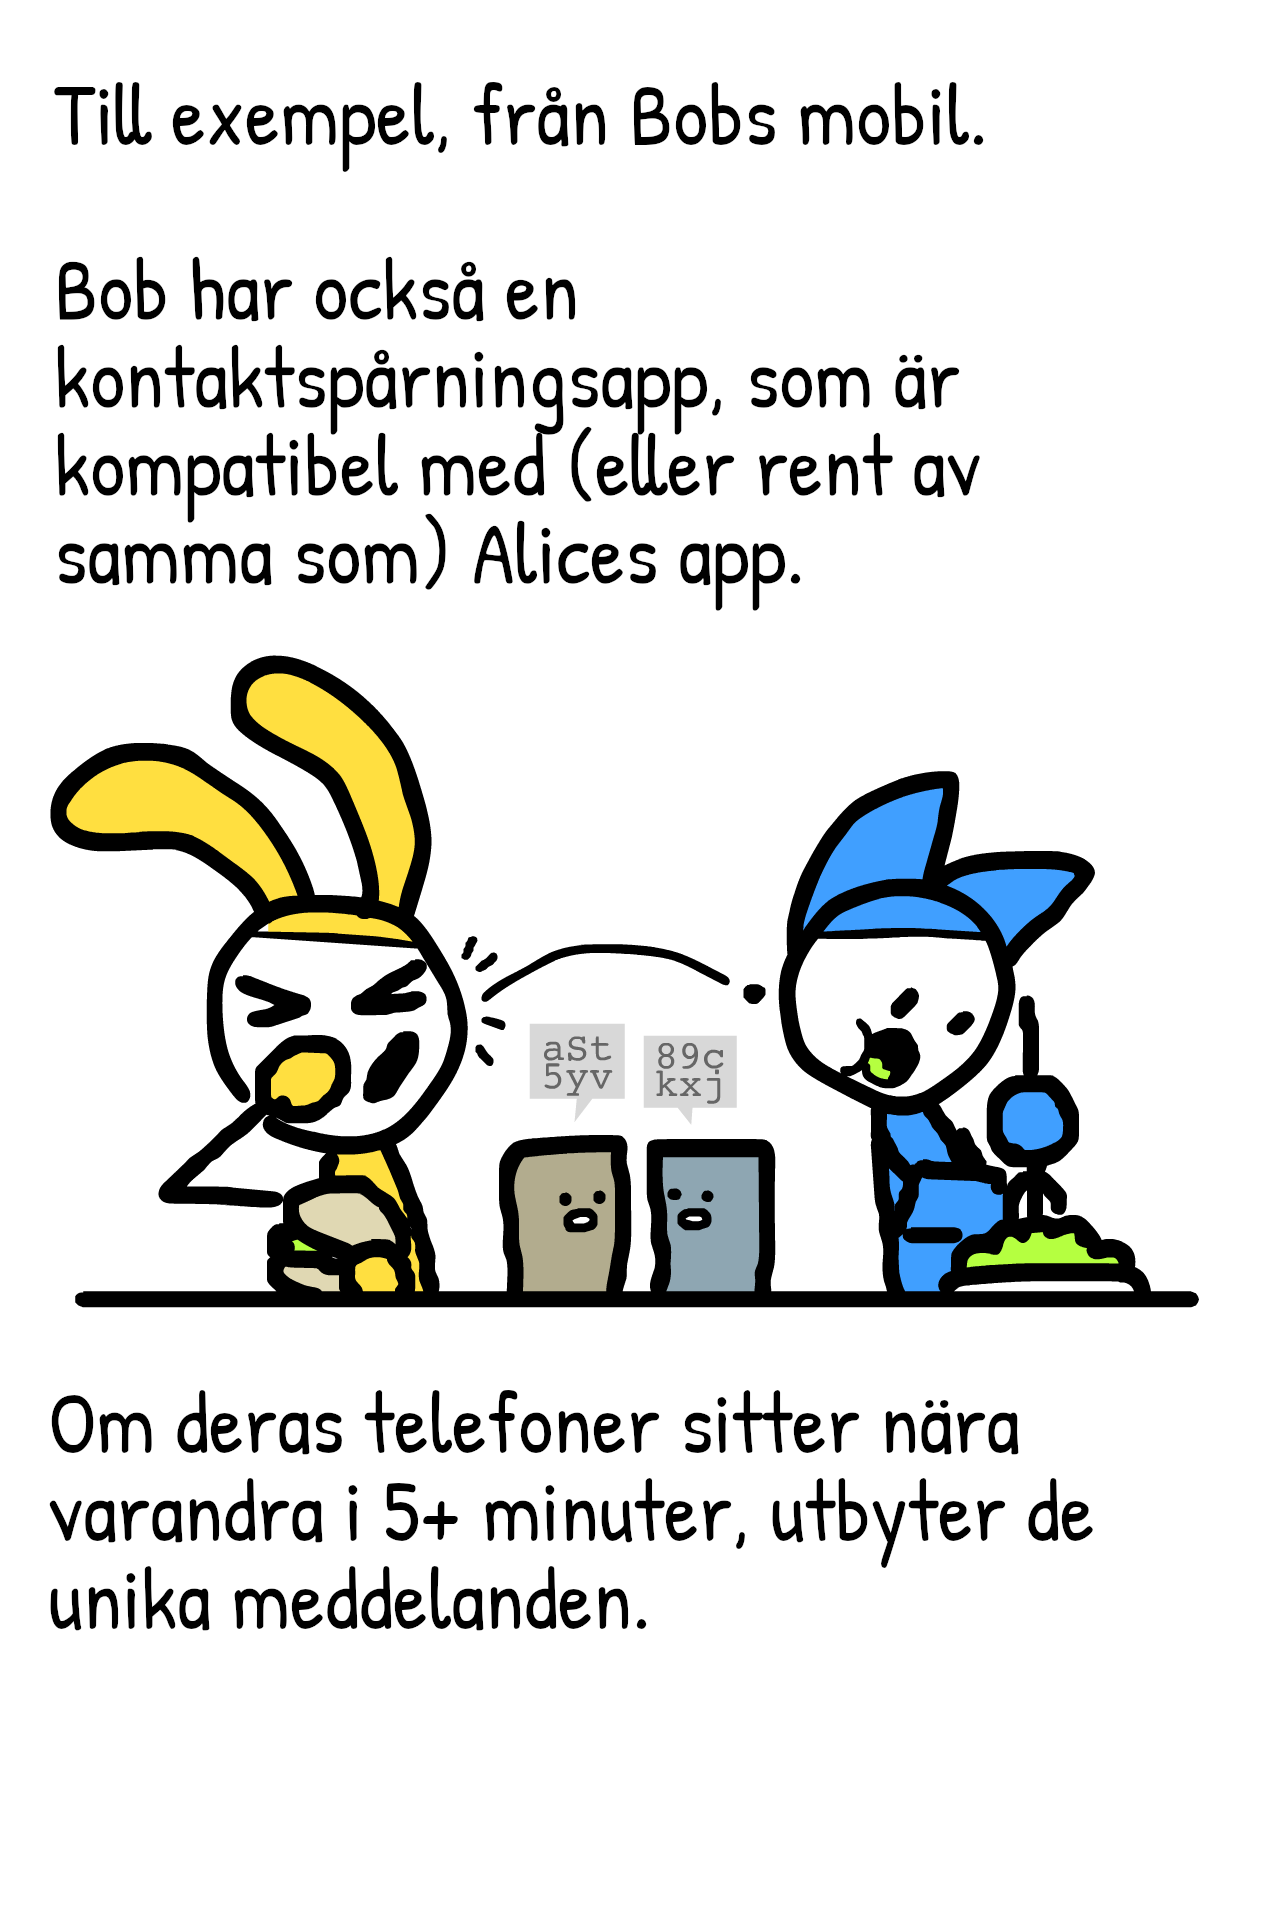 Till exempel, från Bobs mobil.
Bob har också en
kontaktspårningsapp, som är
kompatibel med (eller rent av
samma som) Alices app.
aSt
5yv
89c
kxj
Om deras telefoner sitter nära
varandra i 5+ minuter, utbyter de
unika meddelanden.